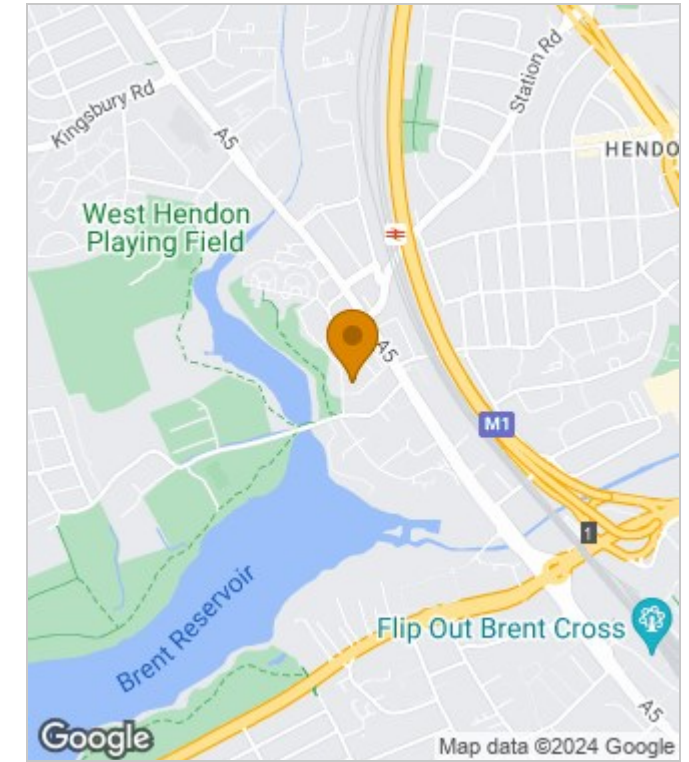 Kingsbury Rd
A5
Station Rd
HENDO
West Hendon
Playing Field
A5
M1
1
Brent Reservoir
Flip Out Brent Cross
A5
Google
Map data ©2024 Google